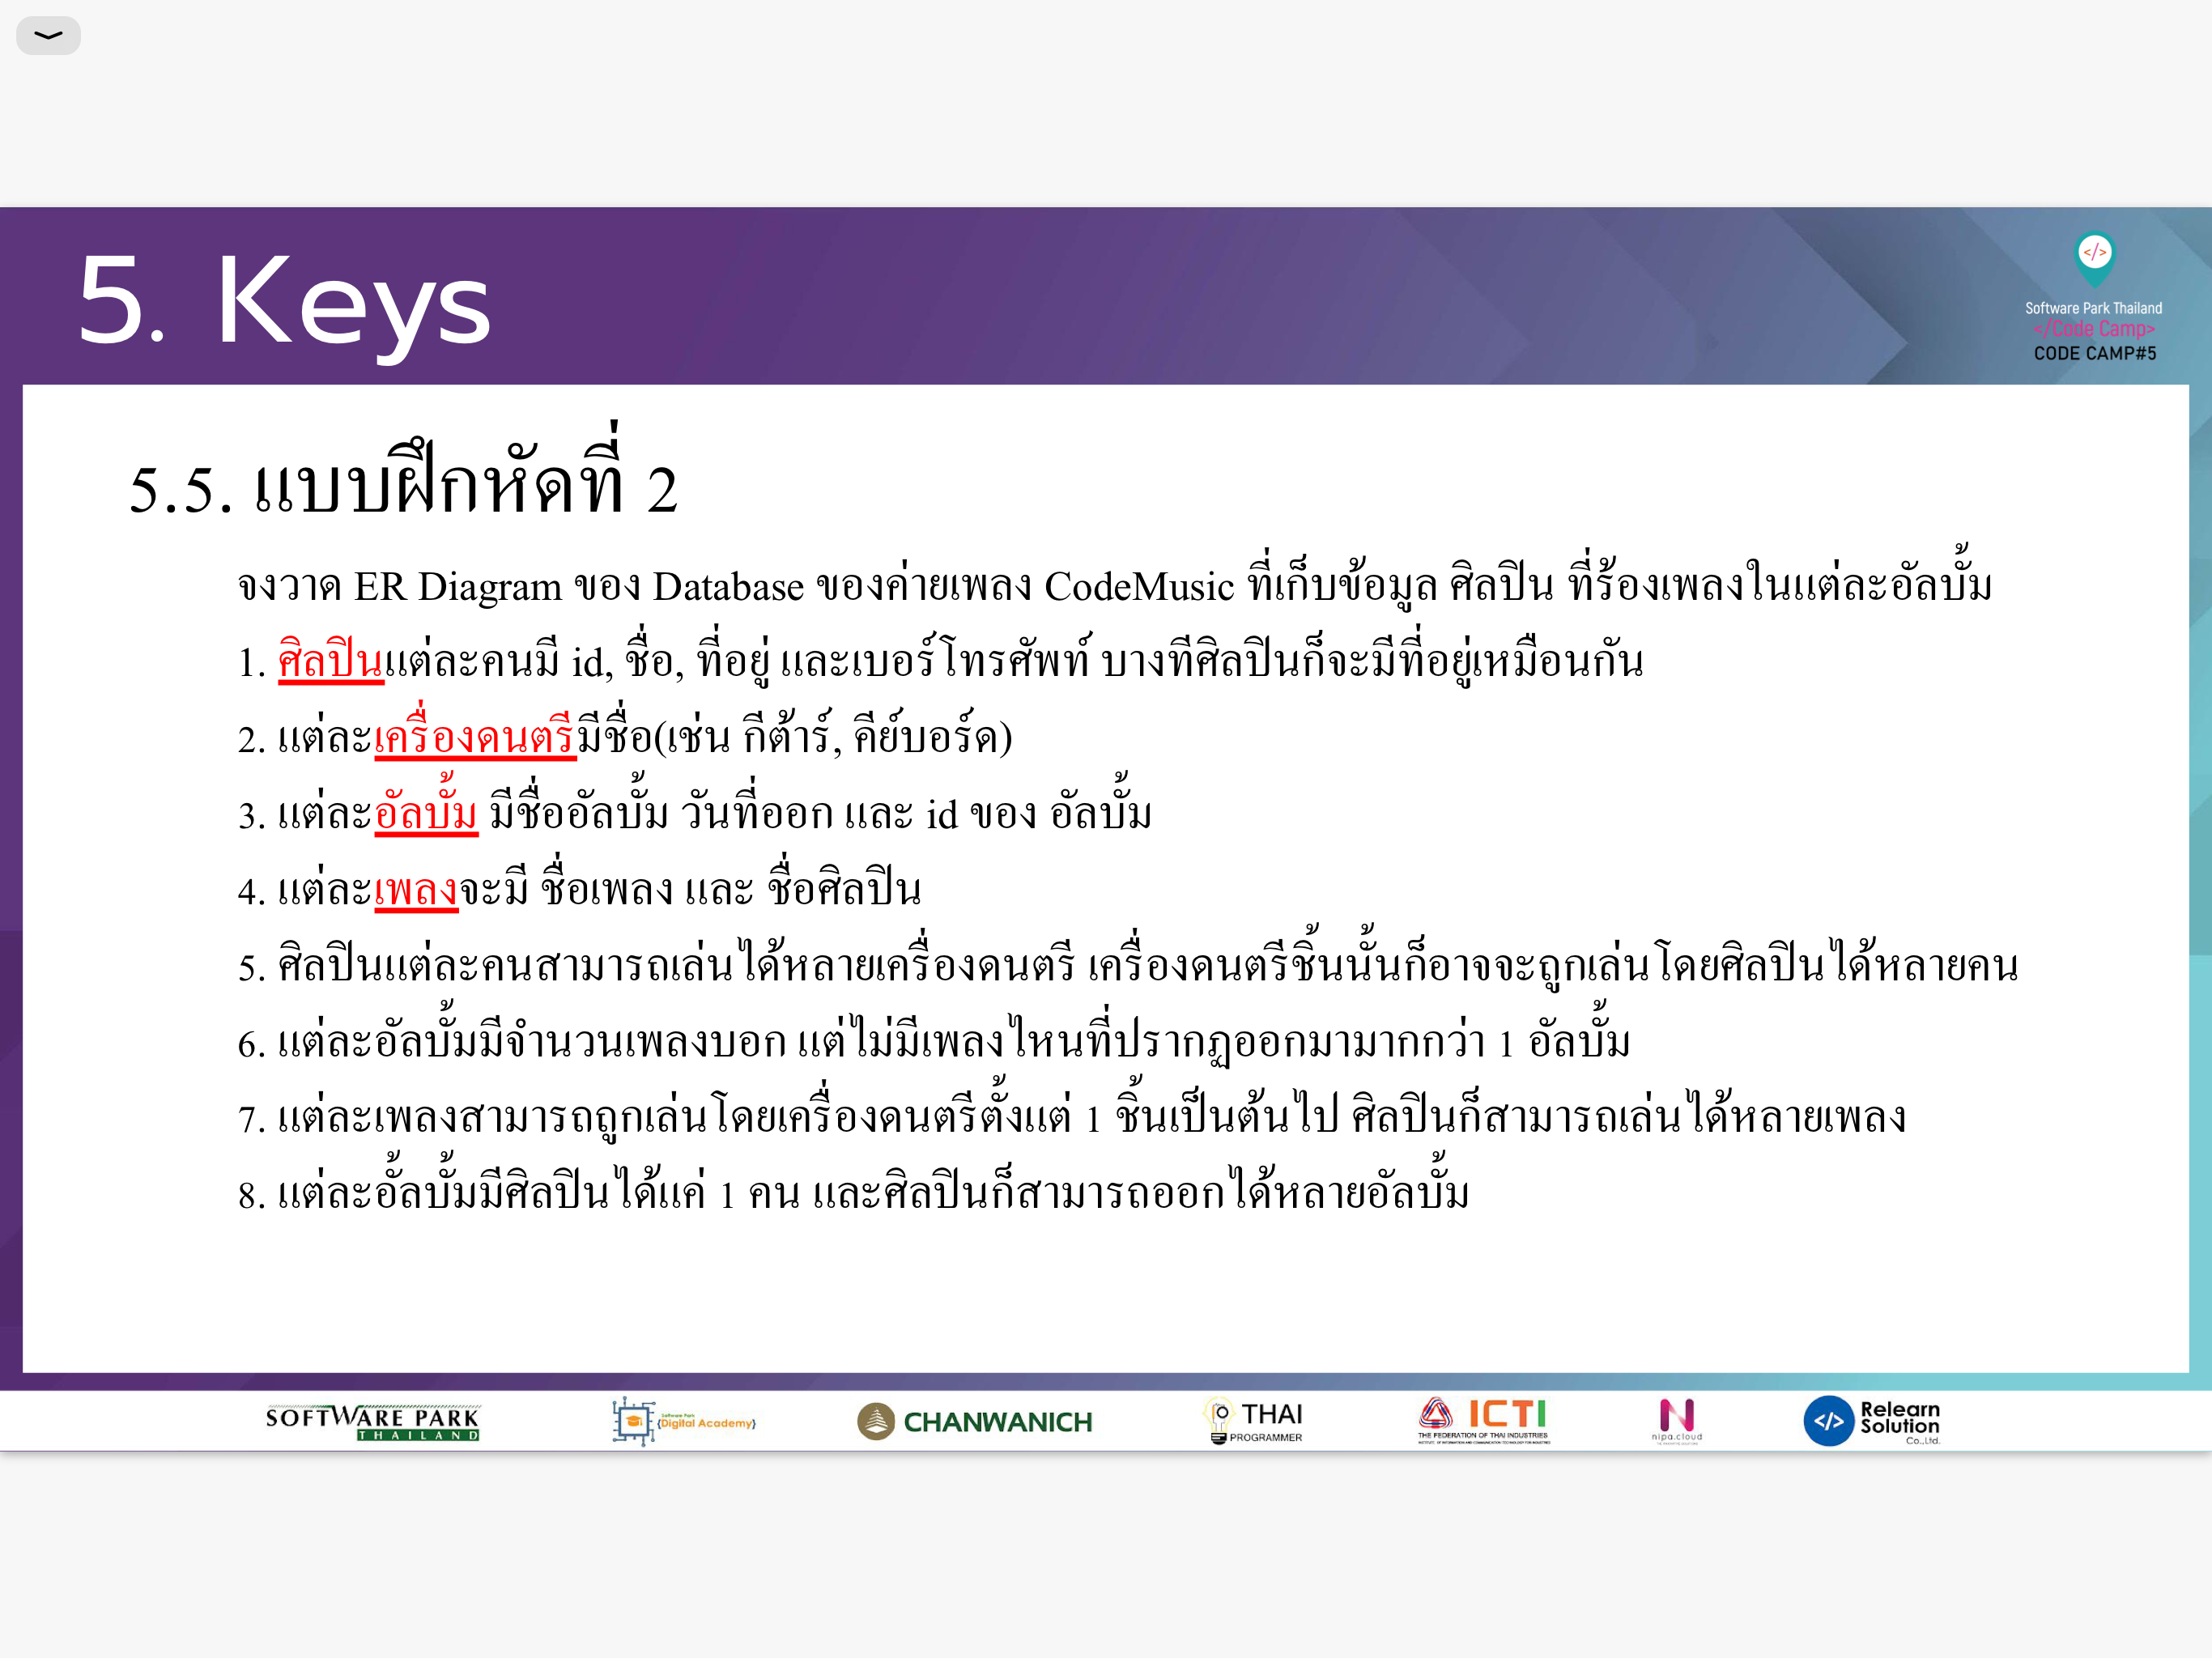 5. Keys
Software Park Thailand
</Code Camp>
CODE CAMP#5
5.5. แบบฝึกหัดที่ 2
จงวาด ER Diagram ของ Database ของค่ายเพลง CodeMusic ที่เก็บข้อมูล ศิลปิน ที่ร้องเพลงในแต่ละอัลบั้ม
1. ศิลปินแต่ละคนมี id, ชื่อ, ที่อยู่ และเบอร์โทรศัพท์ บางทีศิลปินก็จะมีที่อยู่เหมือนกัน
2. แต่ละเครื่องดนตรีมีชื่อ(เช่น กีต้าร์, คีย์บอร์ด)
3. แต่ละอัลบั้ม มีชื่ออัลบั้ม วันที่ออก และ id ของ อัลบั้ม
4. แต่ละเพลงจะมี ชื่อเพลง และ ชื่อศิลปิน
5. ศิลปินแต่ละคนสามารถเล่นได้หลายเครื่องดนตรี เครื่องดนตรีชิ้นนั้นก็อาจจะถูกเล่นโดยศิลปินได้หลายคน
6. แต่ละอัลบั้มมีจำนวนเพลงบอก แต่ไม่มีเพลงไหนที่ปรากฏออกมามากกว่า 1 อัลบั้ม
7. แต่ละเพลงสามารถถูกเล่นโดยเครื่องดนตรีตั้งแต่ 1 ชิ้นเป็นต้นไป ศิลปินก็สามารถเล่นได้หลายเพลง
8. แต่ละอั้ลบั้มมีศิลปินได้แค่ 1 คน และศิลปินก็สามารถออกได้หลายอัลบั้ม
SOFTWARE PARK
THAILAND
Software Park
{Digital Academy}
CHANWANICH
THAI
PROGRAMMER
ICTI
THE FEDERATION OF THAI INDUSTRIES
nipa.cloud
</> Relearn
Solution
Co.,Ltd.